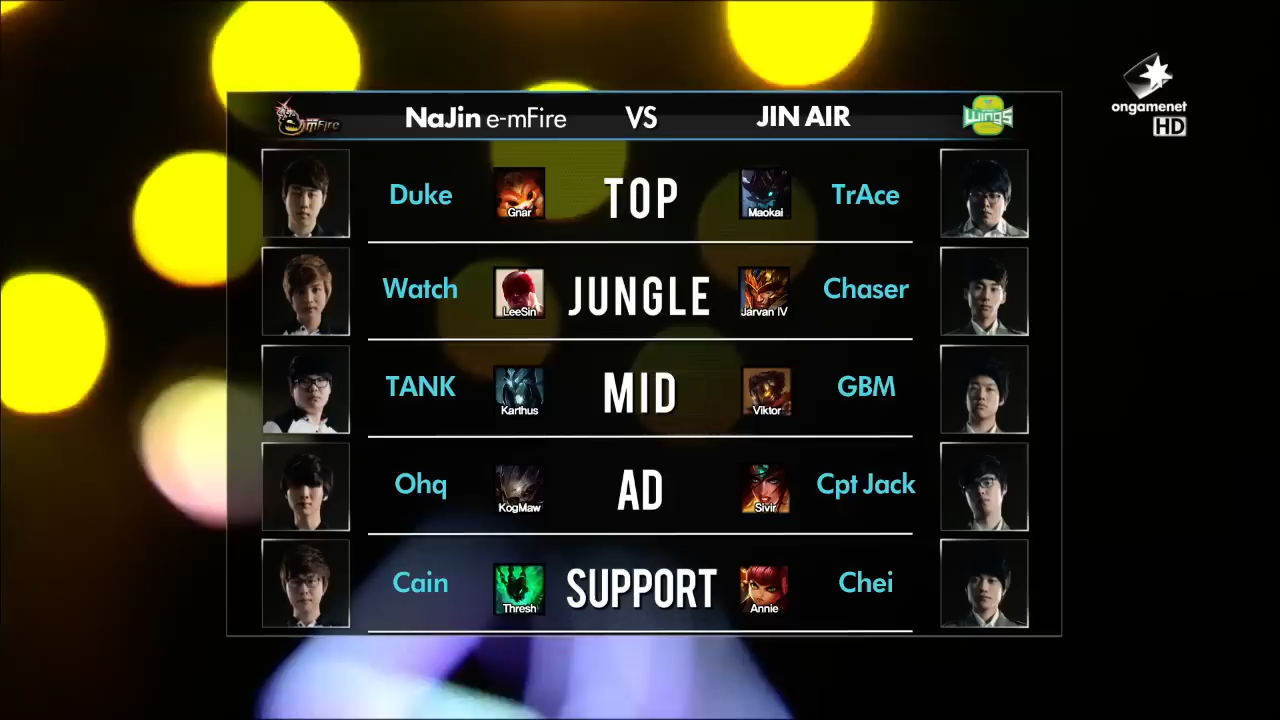 mFire
NaJin e-mFire VS JIN AIR
WingS
ongamenet
HD
Duke Gnar TOP Maokai TrAce
Watch LeeSin JUNGLE Jarvan IV Chaser
TANK Karthus MID Viktor GBM
Ohq KogMaw AD Sivir Cpt Jack
Cain Thresh SUPPORT Annie Chei